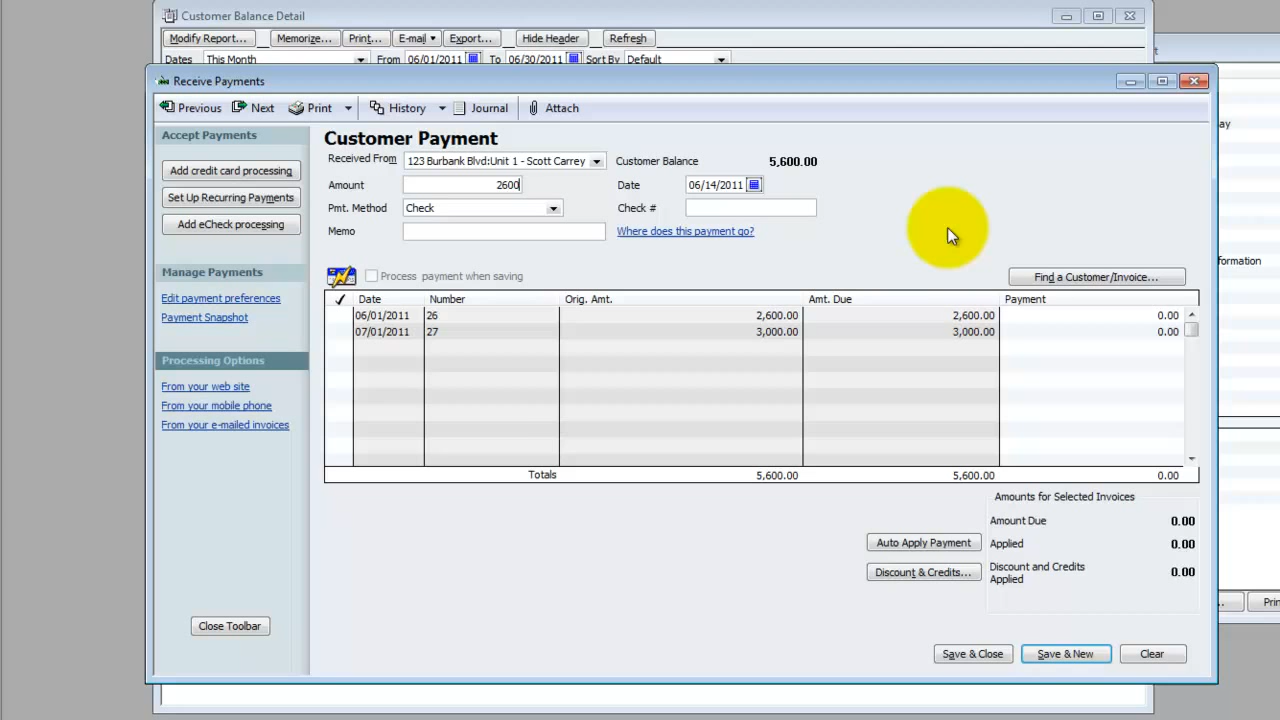 Customer Balance Detail
Modify Report... Memorize... Print... E-mail Export... Hide Header Refresh
Dates This Month From 06/01/2011 To 06/30/2011 Sort By Default
Receive Payments
Previous Next Print History Journal Attach
Accept Payments
Add credit card processing
Set Up Recurring Payments
Add eCheck processing
Manage Payments
Edit payment preferences
Payment Snapshot
Processing Options
From your web site
From your mobile phone
From your e-mailed invoices
Close Toolbar
Customer Payment
Received From 123 Burbank Blvd:Unit 1 - Scott Carrey Customer Balance 5,600.00
Amount 2600 Date 06/14/2011
Pmt. Method Check Check #
Memo Where does this payment go?
Process payment when saving Find a Customer/Invoice...
Date Number Orig. Amt. Amt. Due Payment
06/01/2011 26 2,600.00 2,600.00 0.00
07/01/2011 27 3,000.00 3,000.00 0.00
Totals 5,600.00 5,600.00 0.00
Amounts for Selected Invoices
Amount Due 0.00
Auto Apply Payment Applied 0.00
Discount & Credits... Discount and Credits Applied 0.00
Save & Close Save & New Clear
t
ay
formation
... Prin